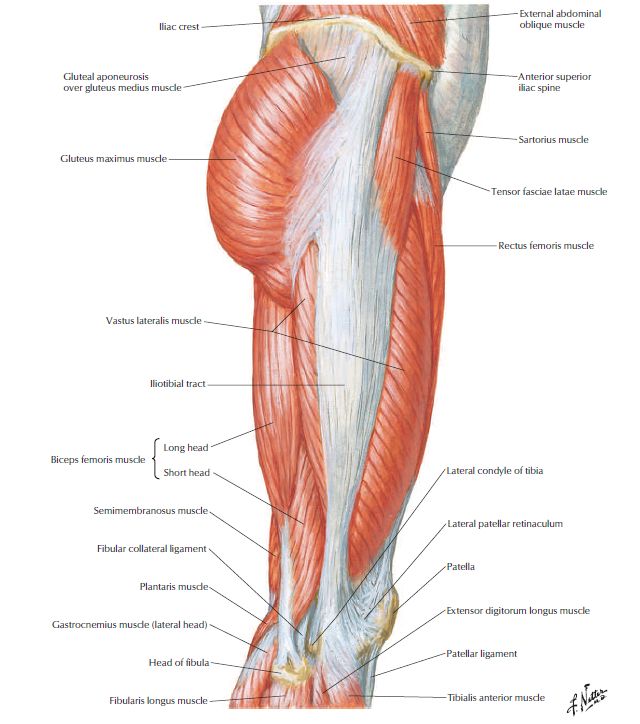 Iliac crest
External abdominal
oblique muscle
Gluteal aponeurosis
over gluteus medius muscle
Anterior superior
iliac spine
Sartorius muscle
Gluteus maximus muscle
Tensor fasciae latae muscle
Rectus femoris muscle
Vastus lateralis muscle
Iliotibial tract
Biceps femoris muscle
Long head
Short head
Lateral condyle of tibia
Semimembranosus muscle
Lateral patellar retinaculum
Fibular collateral ligament
Patella
Plantaris muscle
Extensor digitorum longus muscle
Gastrocnemius muscle (lateral head)
Patellar ligament
Head of fibula
Fibularis longus muscle
Tibialis anterior muscle
F. Netter
M.D.